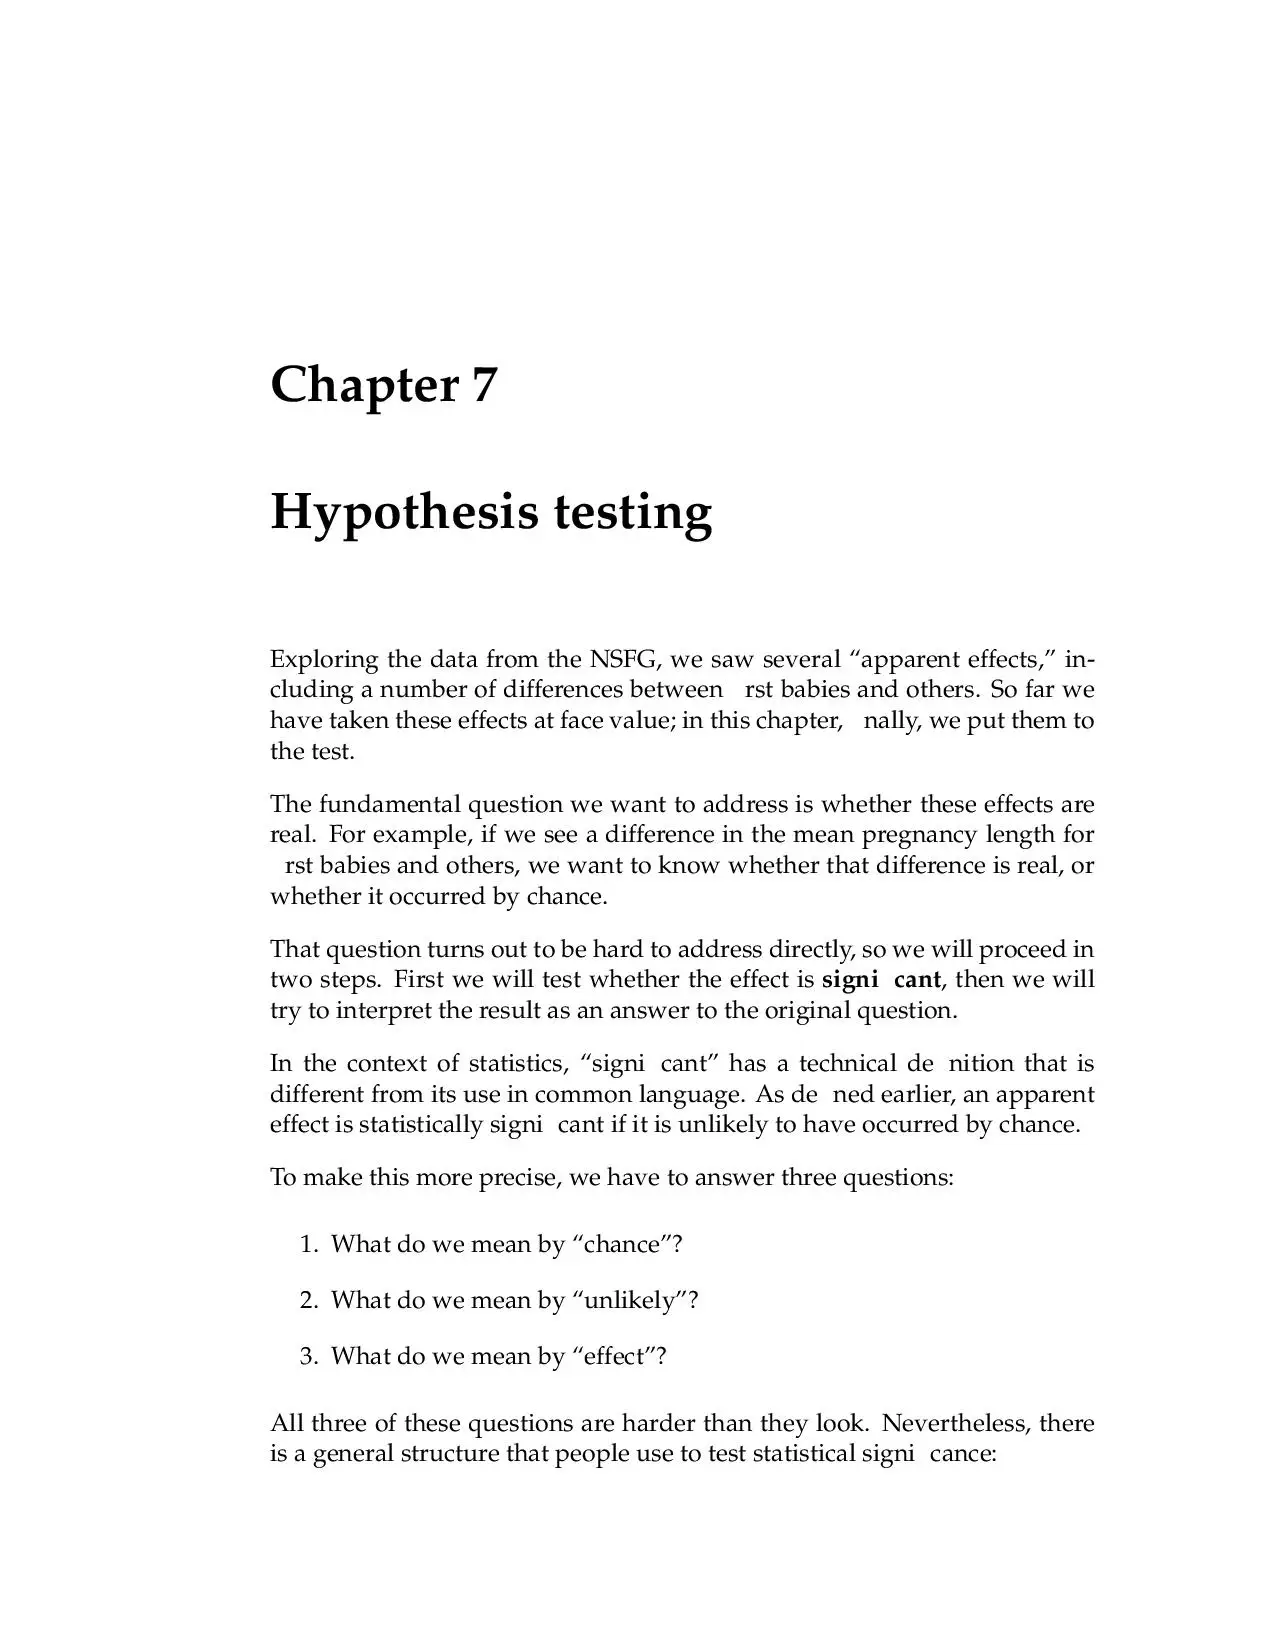 Chapter 7
Hypothesis testing
Exploring the data from the NSFG, we saw several “apparent effects,” in-
cluding a number of differences between rst babies and others. So far we
have taken these effects at face value; in this chapter, nally, we put them to
the test.
The fundamental question we want to address is whether these effects are
real. For example, if we see a difference in the mean pregnancy length for
rst babies and others, we want to know whether that difference is real, or
whether it occurred by chance.
That question turns out to be hard to address directly, so we will proceed in
two steps. First we will test whether the effect is signi cant, then we will
try to interpret the result as an answer to the original question.
In the context of statistics, “signi cant” has a technical de nition that is
different from its use in common language. As de ned earlier, an apparent
effect is statistically signi cant if it is unlikely to have occurred by chance.
To make this more precise, we have to answer three questions:
1. What do we mean by “chance”?
2. What do we mean by “unlikely”?
3. What do we mean by “effect”?
All three of these questions are harder than they look. Nevertheless, there
is a general structure that people use to test statistical signi cance: